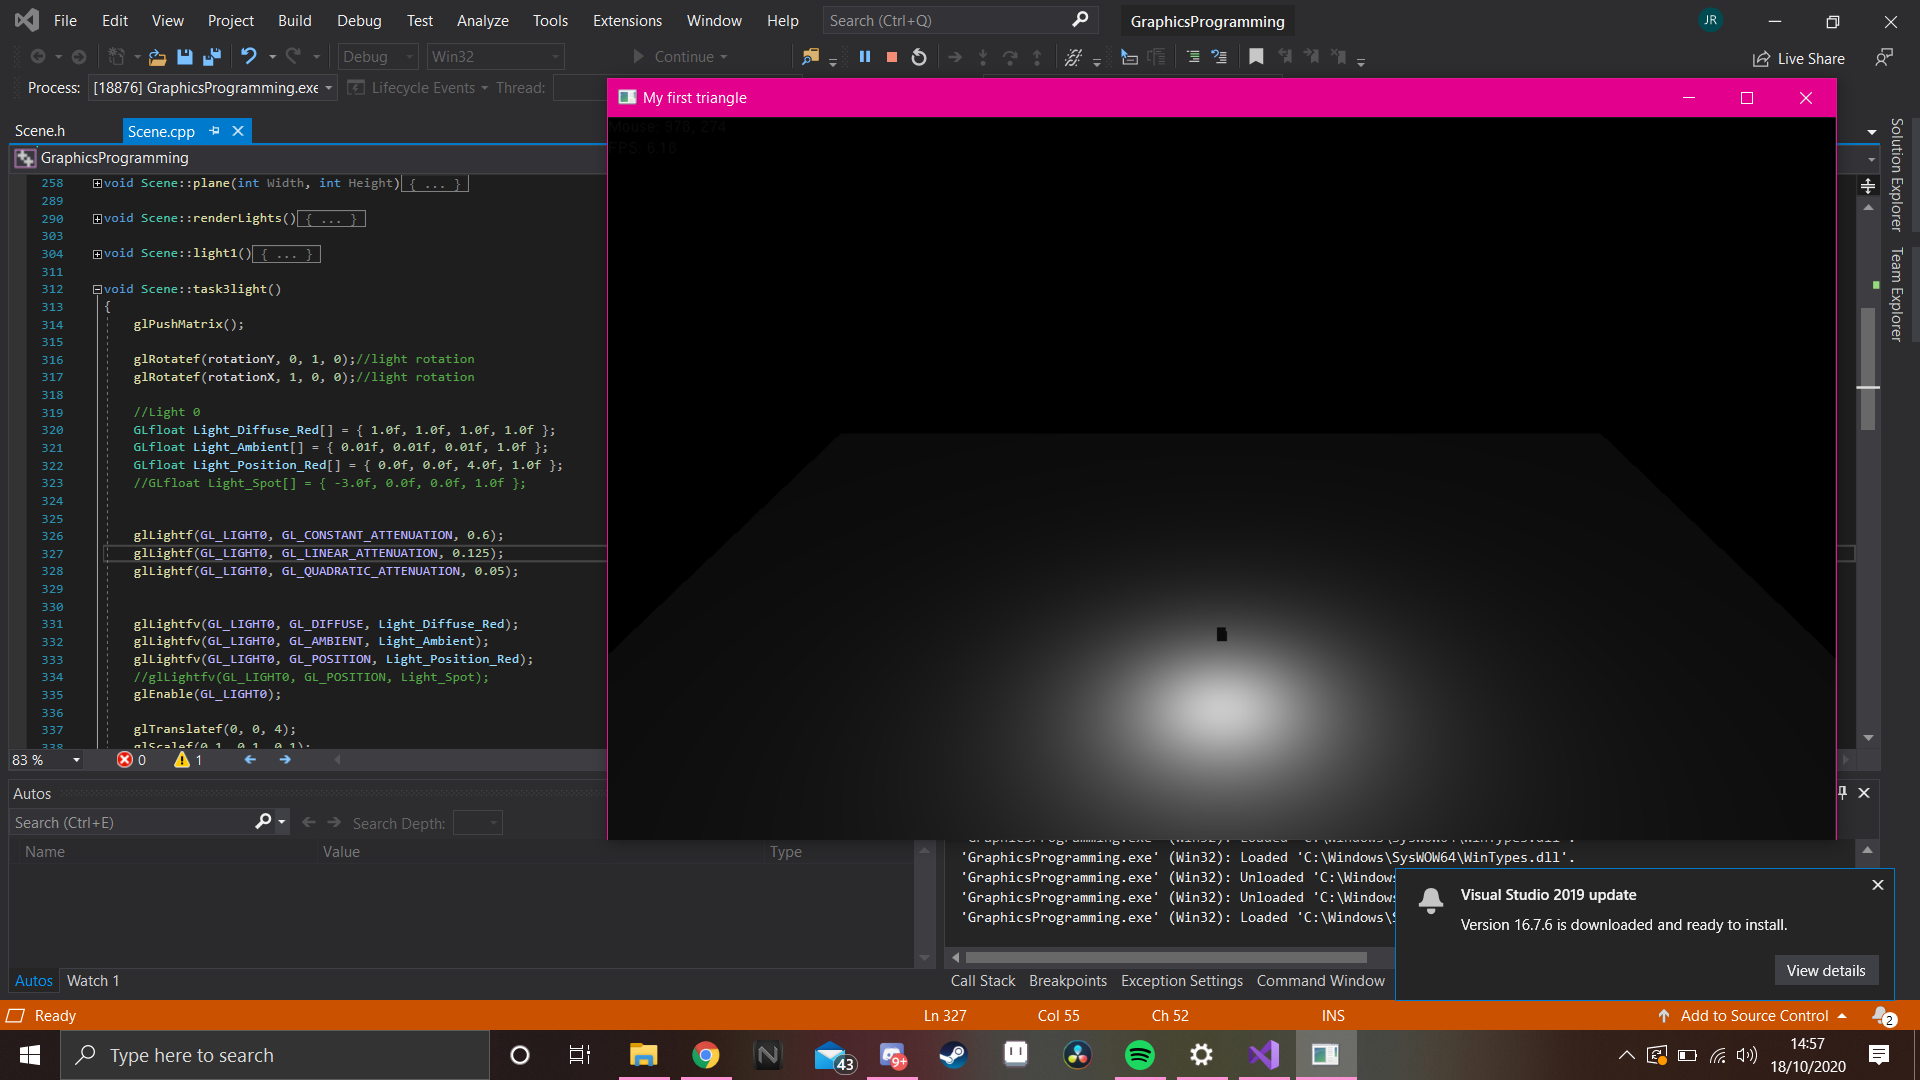 File Edit View Project Build Debug Test Analyze Tools Extensions Window Help Search (Ctrl+Q) GraphicsProgramming JR
Debug Win32 Continue Live Share
Process: [18876] GraphicsProgramming.exe Lifecycle Events Thread:
My first triangle
Mouse: 976, 274
FPS: 6.18
Scene.h Scene.cpp
GraphicsProgramming
258 void Scene::plane(int Width, int Height){ ... }
289
290 void Scene::renderLights(){ ... }
303
304 void Scene::light1(){ ... }
311
312 void Scene::task3light()
313 {
314 glPushMatrix();
315
316 glRotatef(rotationY, 0, 1, 0);//light rotation
317 glRotatef(rotationX, 1, 0, 0);//light rotation
318
319 //Light 0
320 GLfloat Light_Diffuse_Red[] = { 1.0f, 1.0f, 1.0f, 1.0f };
321 GLfloat Light_Ambient[] = { 0.01f, 0.01f, 0.01f, 1.0f };
322 GLfloat Light_Position_Red[] = { 0.0f, 0.0f, 4.0f, 1.0f };
323 //GLfloat Light_Spot[] = { -3.0f, 0.0f, 0.0f, 1.0f };
324
325
326 glLightf(GL_LIGHT0, GL_CONSTANT_ATTENUATION, 0.6);
327 glLightf(GL_LIGHT0, GL_LINEAR_ATTENUATION, 0.125);
328 glLightf(GL_LIGHT0, GL_QUADRATIC_ATTENUATION, 0.05);
329
330
331 glLightfv(GL_LIGHT0, GL_DIFFUSE, Light_Diffuse_Red);
332 glLightfv(GL_LIGHT0, GL_AMBIENT, Light_Ambient);
333 glLightfv(GL_LIGHT0, GL_POSITION, Light_Position_Red);
334 //glLightfv(GL_LIGHT0, GL_POSITION, Light_Spot);
335 glEnable(GL_LIGHT0);
336
337 glTranslatef(0, 0, 4);
338 glScalef(0.1, 0.1, 0.1);
83 % 0 1
Solution Explorer
Team Explorer
Autos
Search (Ctrl+E) Search Depth:
Name Value Type
'GraphicsProgramming.exe' (Win32): Loaded 'C:\Windows\SysWOW64\WinTypes.dll'.
'GraphicsProgramming.exe' (Win32): Unloaded 'C:\Windows
'GraphicsProgramming.exe' (Win32): Unloaded 'C:\Windows
'GraphicsProgramming.exe' (Win32): Loaded 'C:\Windows\S
Visual Studio 2019 update
Version 16.7.6 is downloaded and ready to install.
View details
Autos Watch 1
Call Stack Breakpoints Exception Settings Command Window
Ready Ln 327 Col 55 Ch 52 INS Add to Source Control 2
Type here to search 43 9+ 14:57
18/10/2020